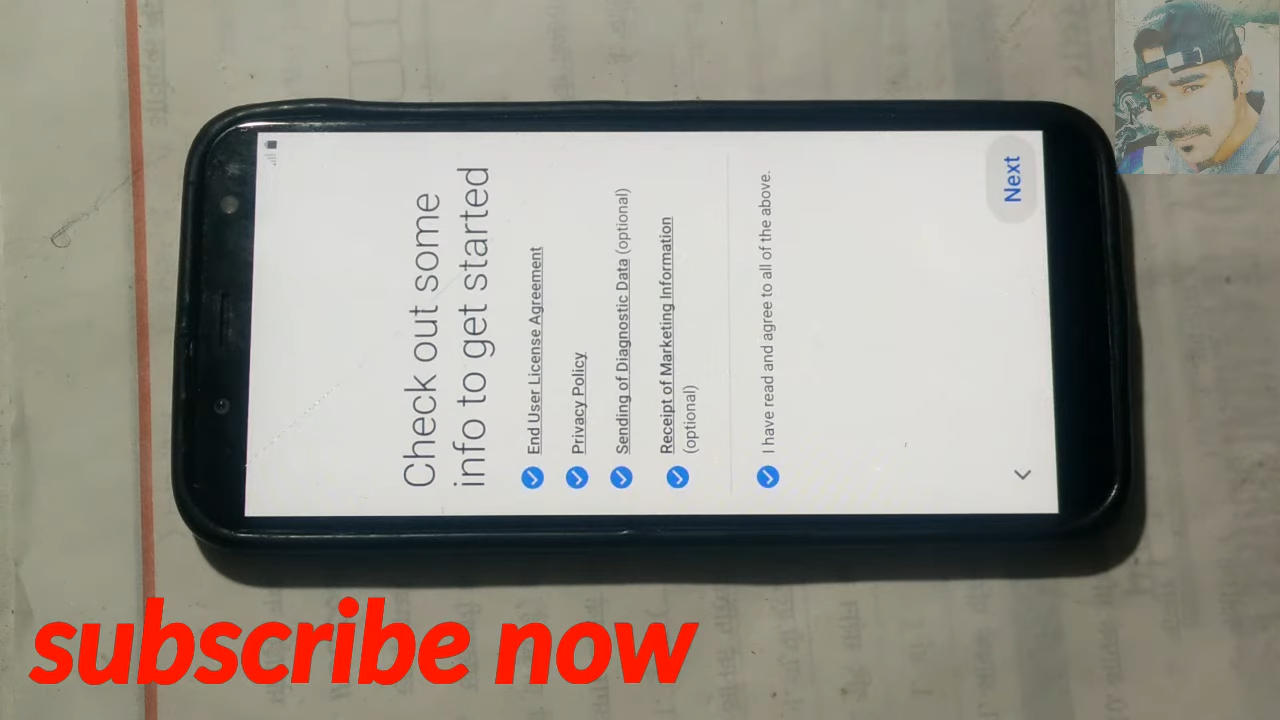 Check out some
info to get started
End User License Agreement
Privacy Policy
Sending of Diagnostic Data (optional)
Receipt of Marketing Information
(optional)
I have read and agree to all of the above.
Next
subscribe now